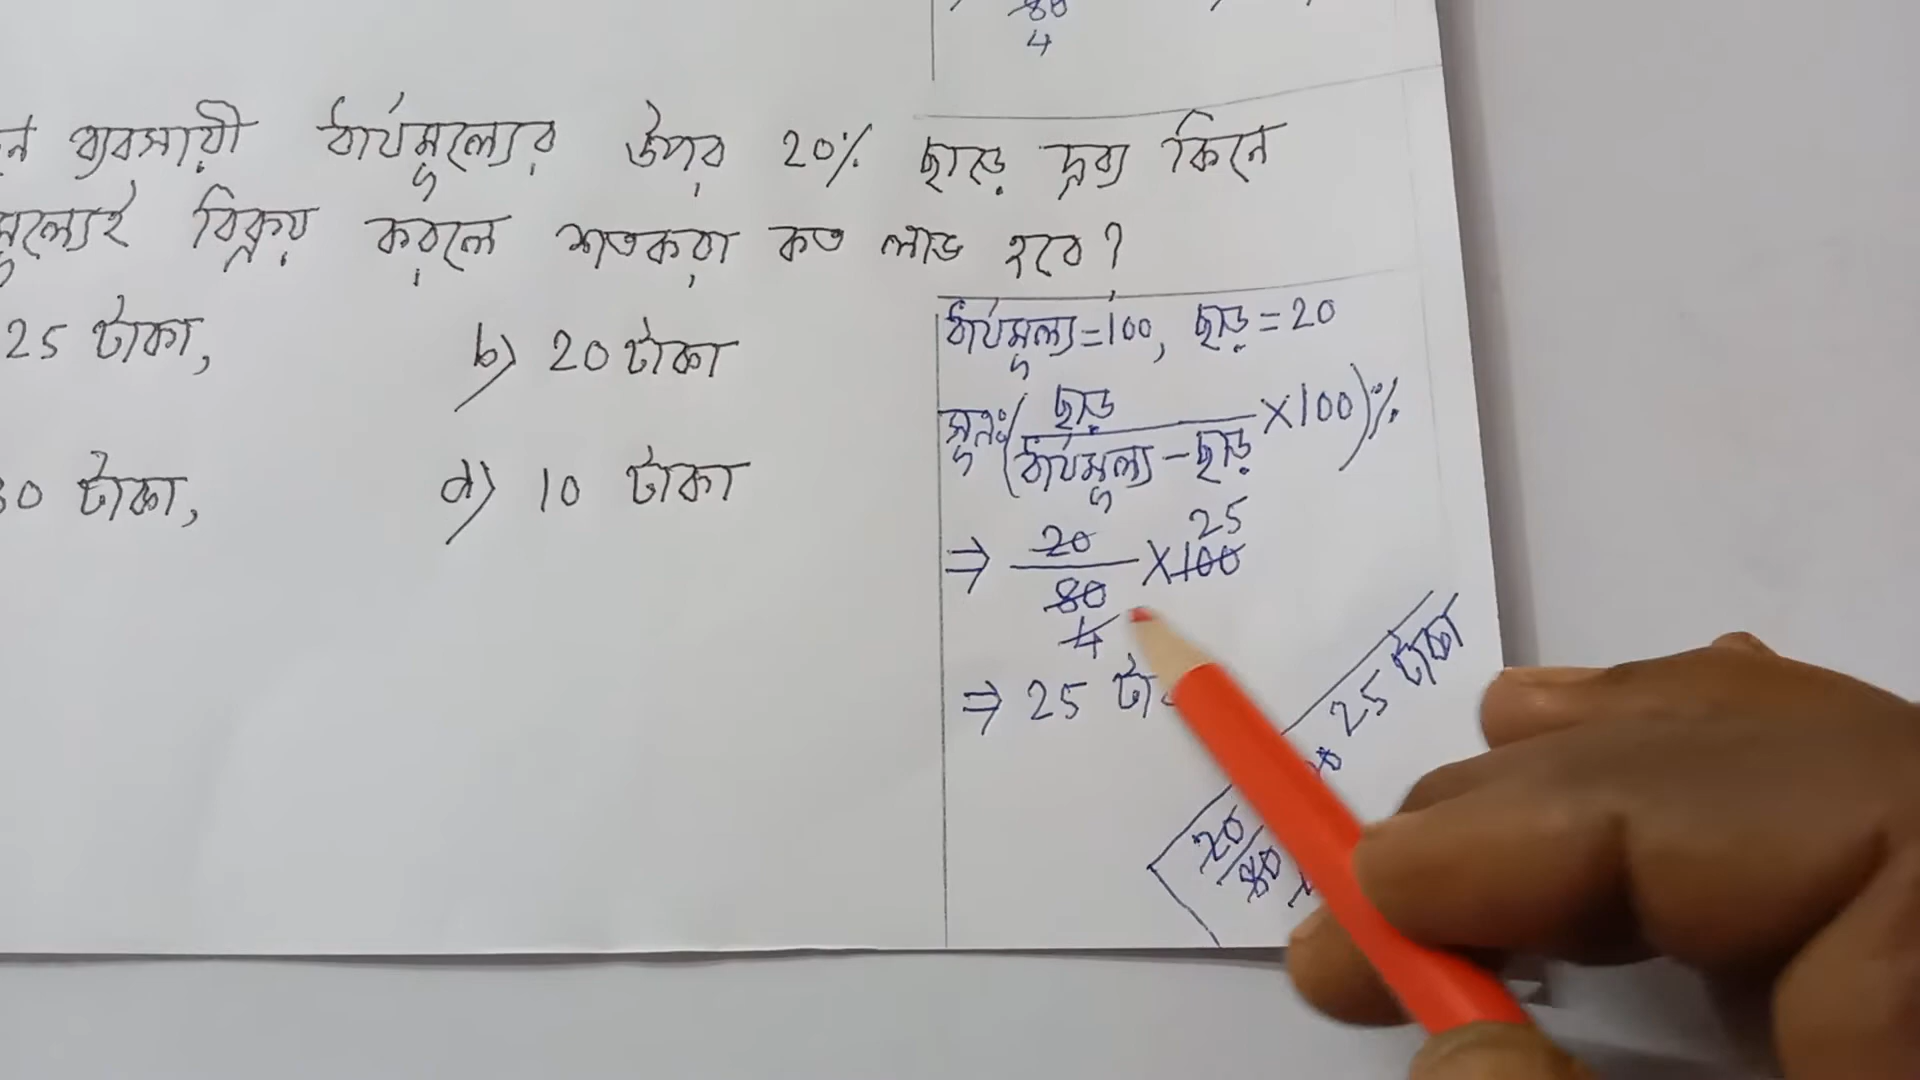 4
ব্যবসায়ী ধার্যমূল্যের উপর 20% ছাড়ে দ্রব্য কিনে
মূল্যেই বিক্রয় করলে শতকরা কত লাভ হবে?
25 টাকা, b) 20 টাকা
30 টাকা, d) 10 টাকা
ধার্যমূল্য = 100, ছাড় = 20
সূত্র: (ছাড় / ধার্যমূল্য - ছাড় × 100)%
25
⇒ 20/80 × 100
4
⇒ 25
25 টাকা
20/80